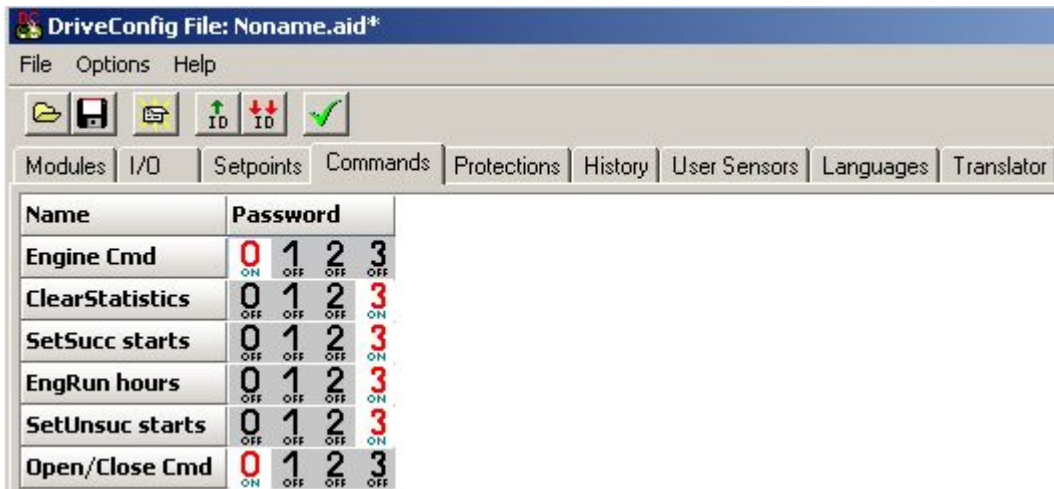 DriveConfig File: Noname.aid*
File Options Help
ID ID
Modules I/O Setpoints Commands Protections History User Sensors Languages Translator
Name Password
Engine Cmd 0 ON 1 OFF 2 OFF 3 OFF
ClearStatistics 0 OFF 1 OFF 2 OFF 3 ON
SetSucc starts 0 OFF 1 OFF 2 OFF 3 ON
EngRun hours 0 OFF 1 OFF 2 OFF 3 ON
SetUnsuc starts 0 OFF 1 OFF 2 OFF 3 ON
Open/Close Cmd 0 ON 1 OFF 2 OFF 3 OFF